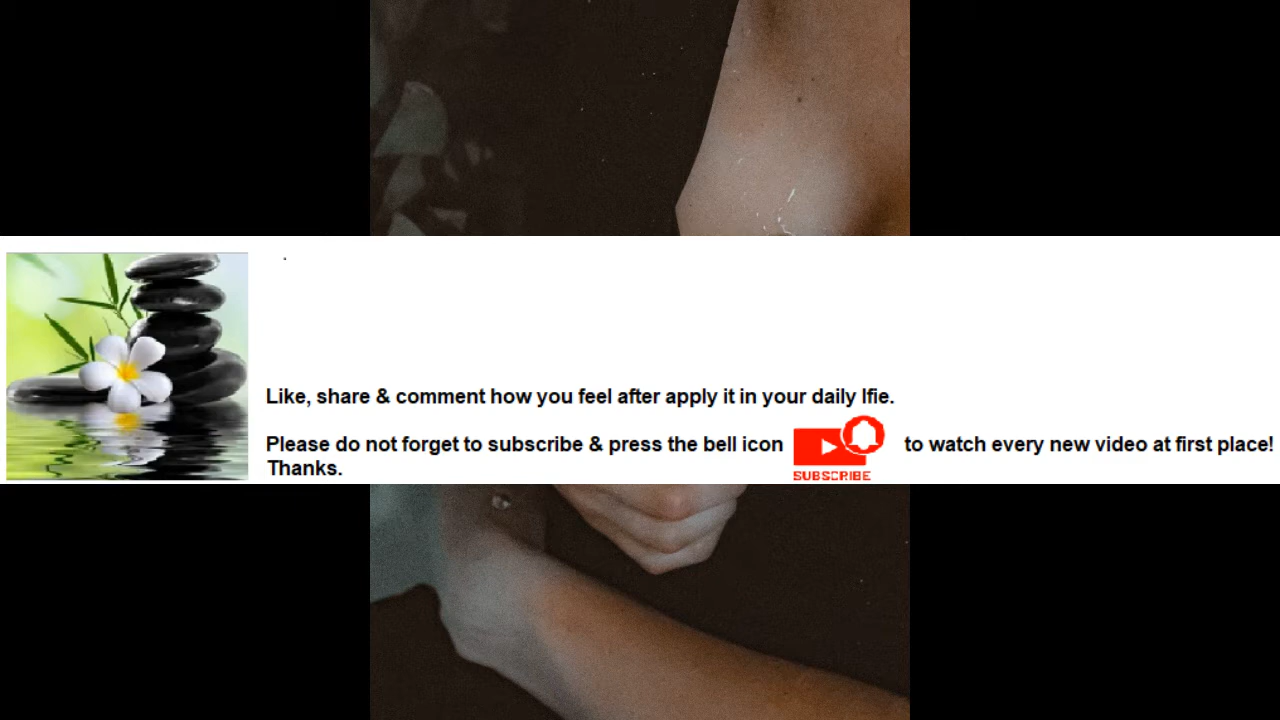 Like, share & comment how you feel after apply it in your daily lfie.
Please do not forget to subscribe & press the bell icon SUBSCRIBE to watch every new video at first place!
Thanks.